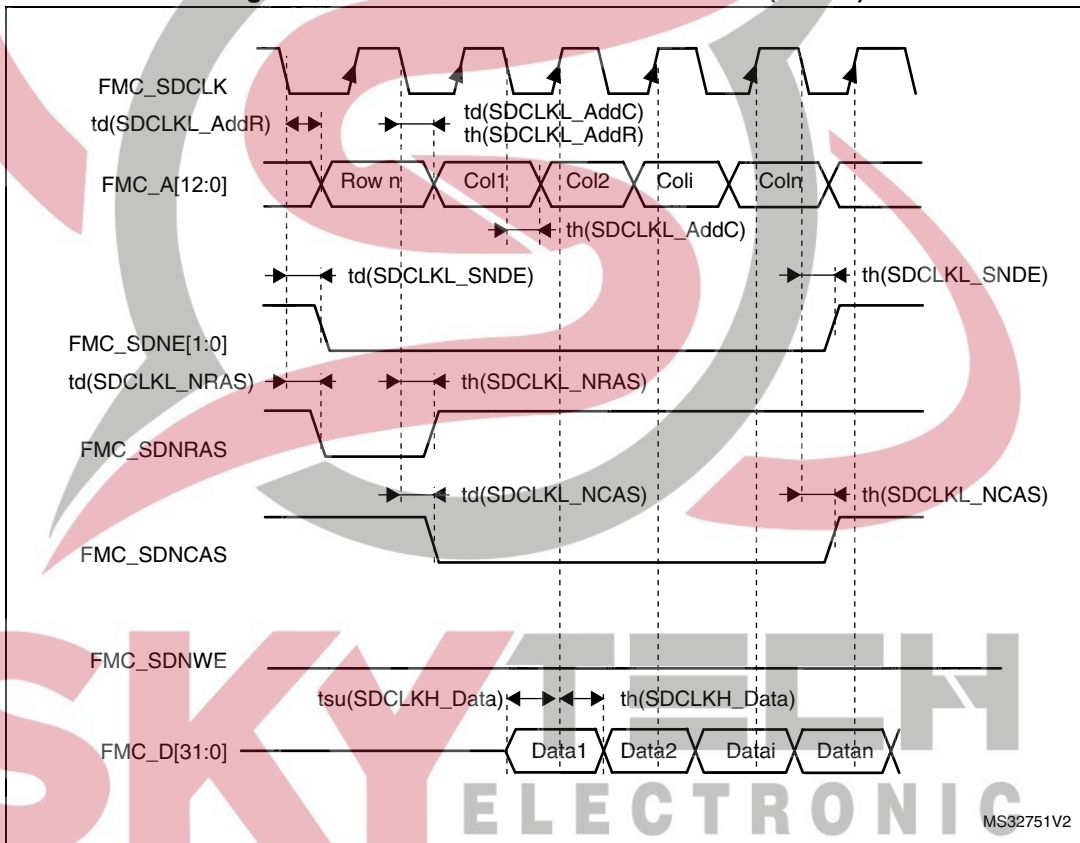 FMC_SDCLK
td(SDCLKL_AddR)
td(SDCLKL_AddC)
th(SDCLKL_AddR)
FMC_A[12:0]
Row n
Col1
Col2
Coli
Coln
th(SDCLKL_AddC)
td(SDCLKL_SNDE)
th(SDCLKL_SNDE)
FMC_SDNE[1:0]
td(SDCLKL_NRAS)
th(SDCLKL_NRAS)
FMC_SDNRAS
td(SDCLKL_NCAS)
th(SDCLKL_NCAS)
FMC_SDNCAS
FMC_SDNWE
tsu(SDCLKH_Data)
th(SDCLKH_Data)
FMC_D[31:0]
Data1
Data2
Datai
Datan
SKYTECH
ELECTRONIC
MS32751V2